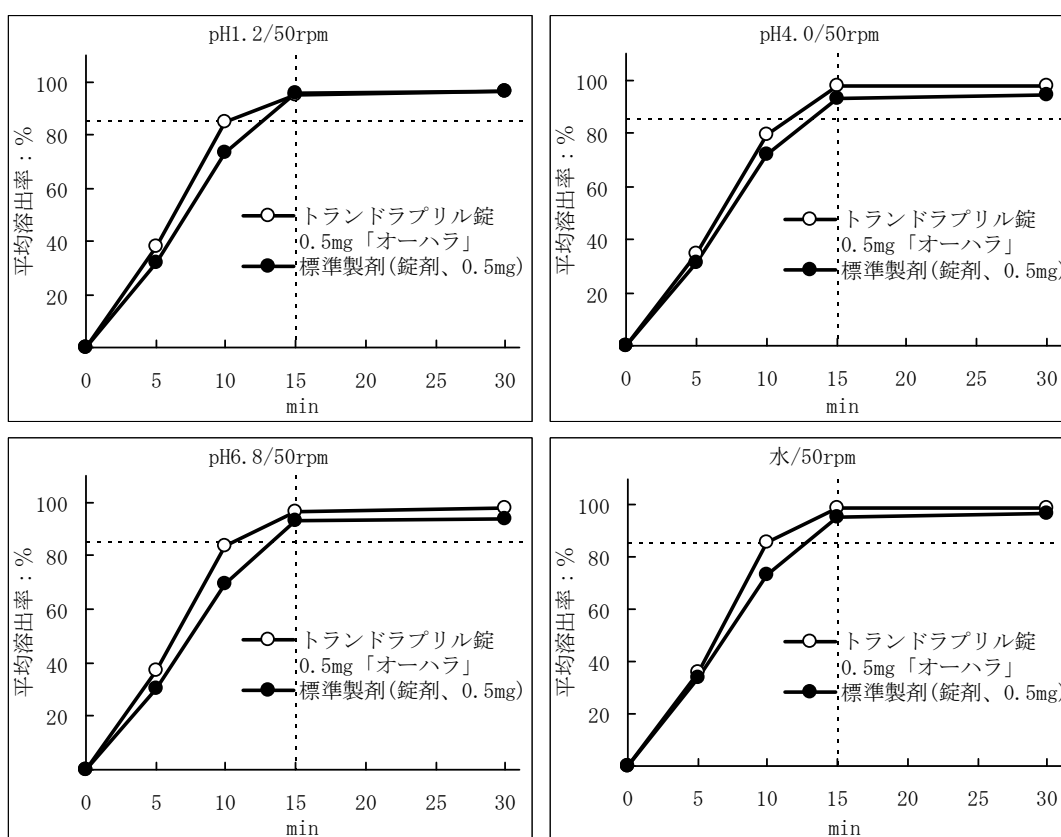 pH1.2/50rpm
平均溶出率：%
100
80
60
40
20
トランドラプリル錠
0.5mg「オーハラ」
標準製剤(錠剤、0.5mg)
0 5 10 15 20 25 30
min
pH4.0/50rpm
平均溶出率：%
100
80
60
40
20
トランドラプリル錠
0.5mg「オーハラ」
標準製剤(錠剤、0.5mg)
0 5 10 15 20 25 30
min
pH6.8/50rpm
平均溶出率：%
100
80
60
40
20
トランドラプリル錠
0.5mg「オーハラ」
標準製剤(錠剤、0.5mg)
0 5 10 15 20 25 30
min
水/50rpm
平均溶出率：%
100
80
60
40
20
トランドラプリル錠
0.5mg「オーハラ」
標準製剤(錠剤、0.5mg)
0 5 10 15 20 25 30
min